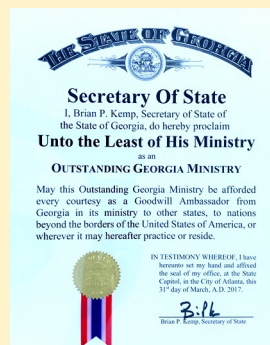 THE STATE OF GEORGIA
Secretary Of State
I, Brian P. Kemp, Secretary of State of
the State of Georgia, do hereby proclaim
Unto the Least of His Ministry
as an
OUTSTANDING GEORGIA MINISTRY
May this Outstanding Georgia Ministry be afforded
every courtesy as a Goodwill Ambassador from
Georgia in its ministry to other states, to nations
beyond the borders of the United States of America, or
wherever it may hereafter practice or reside.
IN TESTIMONY WHEREOF, I have
hereunto set my hand and affixed
the seal of my office, at the State
Capitol, in the City of Atlanta, this
31st day of March, A.D. 2017.
Brian P. Kemp, Secretary of State